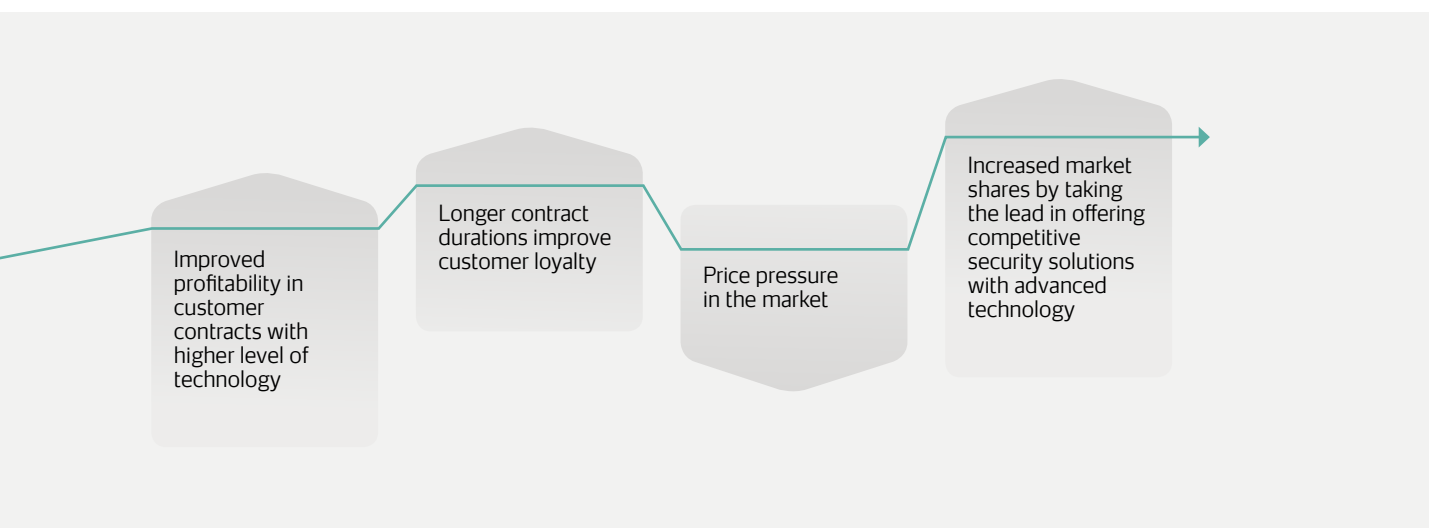 Improved
profitability in
customer
contracts with
higher level of
technology
Longer contract
durations improve
customer loyalty
Price pressure
in the market
Increased market
shares by taking
the lead in offering
competitive
security solutions
with advanced
technology